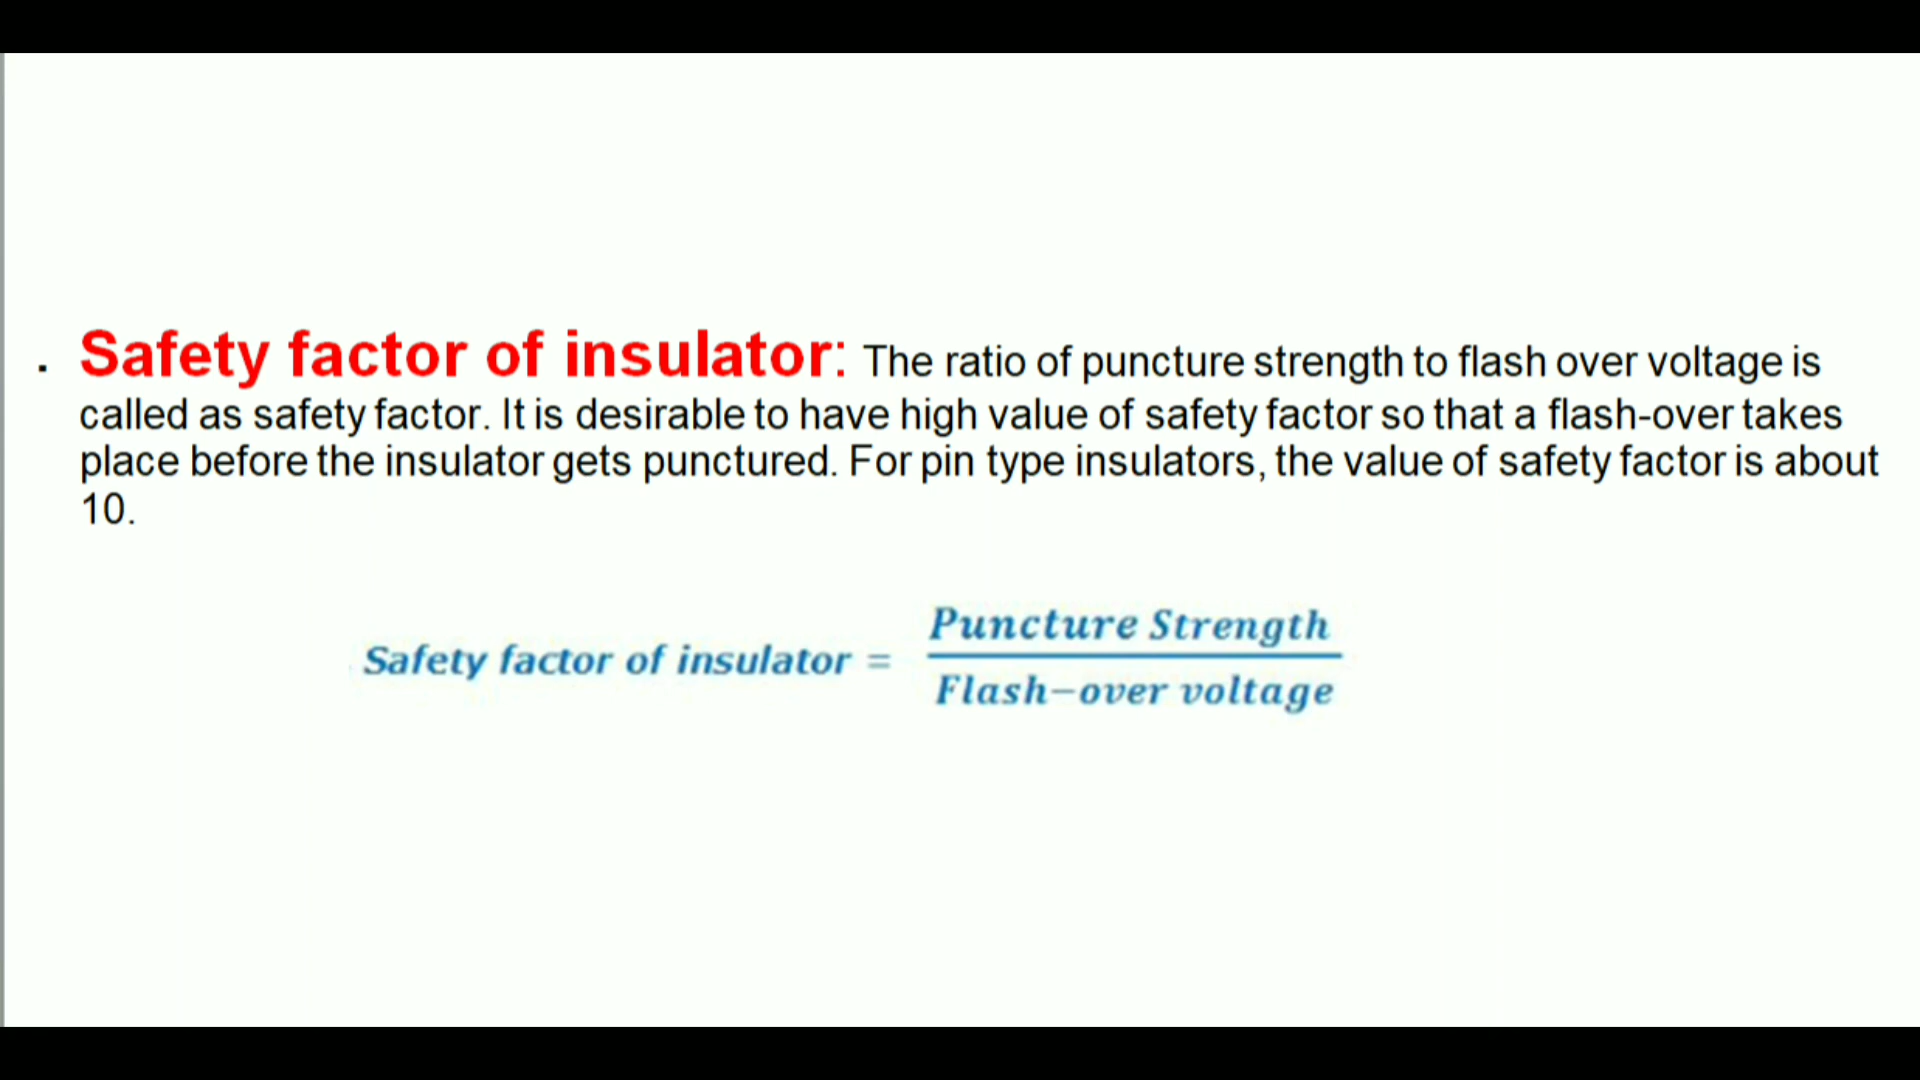 . Safety factor of insulator: The ratio of puncture strength to flash over voltage is
called as safety factor. It is desirable to have high value of safety factor so that a flash-over takes
place before the insulator gets punctured. For pin type insulators, the value of safety factor is about
10.
Safety factor of insulator = Puncture Strength
Flash-over voltage